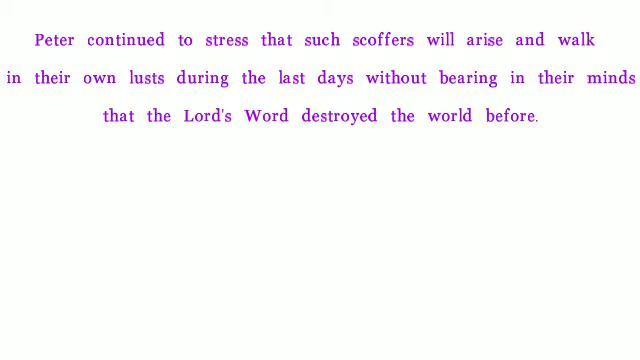 Peter continued to stress that such scoffers will arise and walk
in their own lusts during the last days without bearing in their minds
that the Lord's Word destroyed the world before.